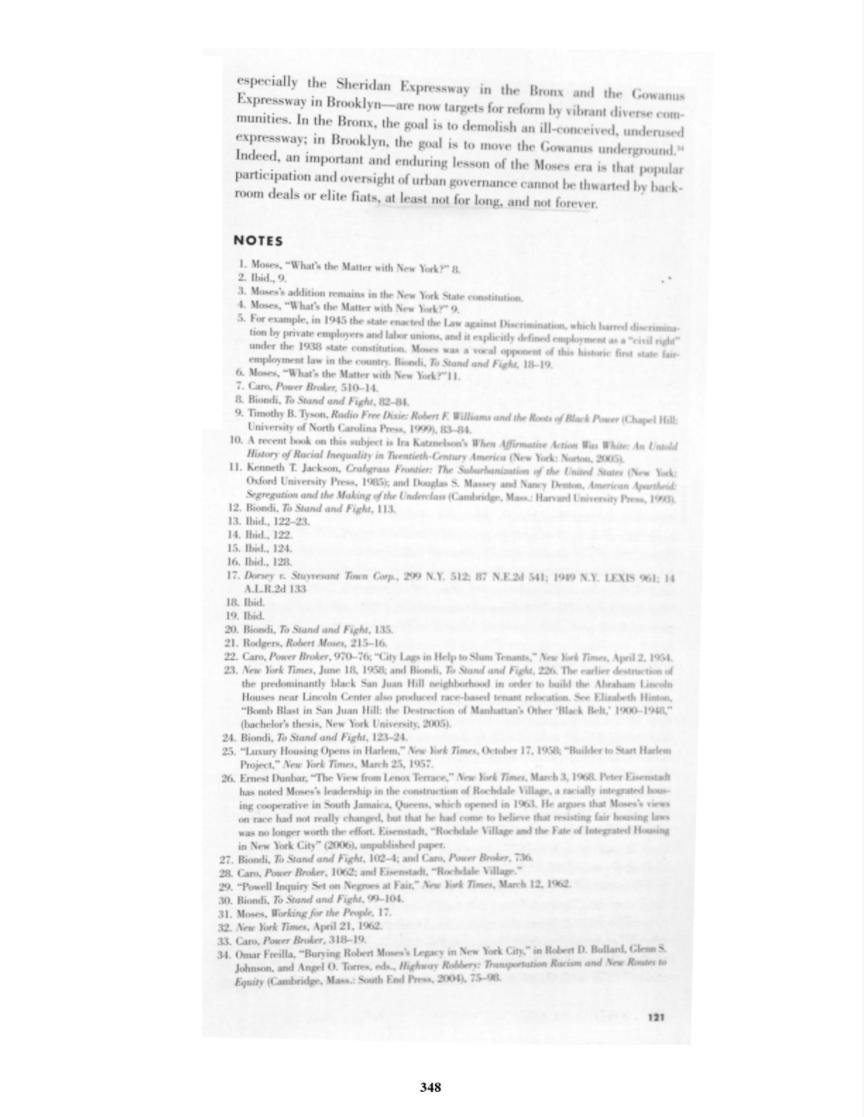 especially the Sheridan Expressway in the Bronx and the Gowanus
Expressway in Brooklyn—are now targets for reform by vibrant diverse com-
munities. In the Bronx, the goal is to demolish an ill-conceived, underused
expressway; in Brooklyn, the goal is to move the Gowanus underground.34
Indeed, an important and enduring lesson of the Moses era is that popular
participation and oversight of urban governance cannot be thwarted by back-
room deals or elite fiats, at least not for long, and not forever.
NOTES
1. Moses, “What’s the Matter with New York?” 8.
2. Ibid., 9.
3. Moses’s addition remains in the New York State constitution.
4. Moses, “What’s the Matter with New York?” 9.
5. For example, in 1945 the state enacted the Law against Discrimination, which barred discrimina-
tion by private employers and labor unions, and it explicitly defined employment as a “civil right”
under the 1938 state constitution. Moses was a vocal opponent of this historic first state fair-
employment law in the country. Biondi, To Stand and Fight, 18–19.
6. Moses, “What’s the Matter with New York?”11.
7. Caro, Power Broker, 510–14.
8. Biondi, To Stand and Fight, 82–84.
9. Timothy B. Tyson, Radio Free Dixie: Robert F. Williams and the Roots of Black Power (Chapel Hill:
University of North Carolina Press, 1999), 83–84.
10. A recent book on this subject is Ira Katznelson’s When Affirmative Action Was White: An Untold
History of Racial Inequality in Twentieth-Century America (New York: Norton, 2005).
11. Kenneth T. Jackson, Crabgrass Frontier: The Suburbanization of the United States (New York:
Oxford University Press, 1985); and Douglas S. Massey and Nancy Denton, American Apartheid:
Segregation and the Making of the Underclass (Cambridge, Mass.: Harvard University Press, 1993).
12. Biondi, To Stand and Fight, 113.
13. Ibid., 122–23.
14. Ibid., 122.
15. Ibid., 124.
16. Ibid., 128.
17. Dorsey v. Stuyvesant Town Corp., 299 N.Y. 512; 87 N.E.2d 541; 1949 N.Y. LEXIS 961; 14
A.L.R.2d 133
18. Ibid.
19. Ibid.
20. Biondi, To Stand and Fight, 135.
21. Rodgers, Robert Moses, 215–16.
22. Caro, Power Broker, 970–76; “City Lags in Help to Slum Tenants,” New York Times, April 2, 1954.
23. New York Times, June 18, 1958; and Biondi, To Stand and Fight, 226. The earlier destruction of
the predominantly black San Juan Hill neighborhood in order to build the Abraham Lincoln
Houses near Lincoln Center also produced race-based tenant relocation. See Elizabeth Hinton,
“Bomb Blast in San Juan Hill: the Destruction of Manhattan’s Other ‘Black Belt,’ 1900–1948,”
(bachelor’s thesis, New York University, 2005).
24. Biondi, To Stand and Fight, 123–24.
25. “Luxury Housing Opens in Harlem,” New York Times, October 17, 1958; “Builder to Start Harlem
Project,” New York Times, March 25, 1957.
26. Ernest Dunbar, “The View from Lenox Terrace,” New York Times, March 3, 1968. Peter Eisenstadt
has noted Moses’s leadership in the construction of Rochdale Village, a racially integrated hous-
ing cooperative in South Jamaica, Queens, which opened in 1963. He argues that Moses’s views
on race had not really changed, but that he had come to believe that resisting fair housing laws
was no longer worth the effort. Eisenstadt, “Rochdale Village and the Fate of Integrated Housing
in New York City” (2006), unpublished paper.
27. Biondi, To Stand and Fight, 102–4; and Caro, Power Broker, 736.
28. Caro, Power Broker, 1062; and Eisenstadt, “Rochdale Village.”
29. “Powell Inquiry Set on Negroes at Fair,” New York Times, March 12, 1962.
30. Biondi, To Stand and Fight, 99–104.
31. Moses, Working for the People, 17.
32. New York Times, April 21, 1962.
33. Caro, Power Broker, 318–19.
34. Omar Freilla, “Burying Robert Moses’s Legacy in New York City,” in Robert D. Bullard, Glenn S.
Johnson, and Angel O. Torres, eds., Highway Robbery: Transportation Racism and New Routes to
Equity (Cambridge, Mass.: South End Press, 2004), 75–98.
121
348